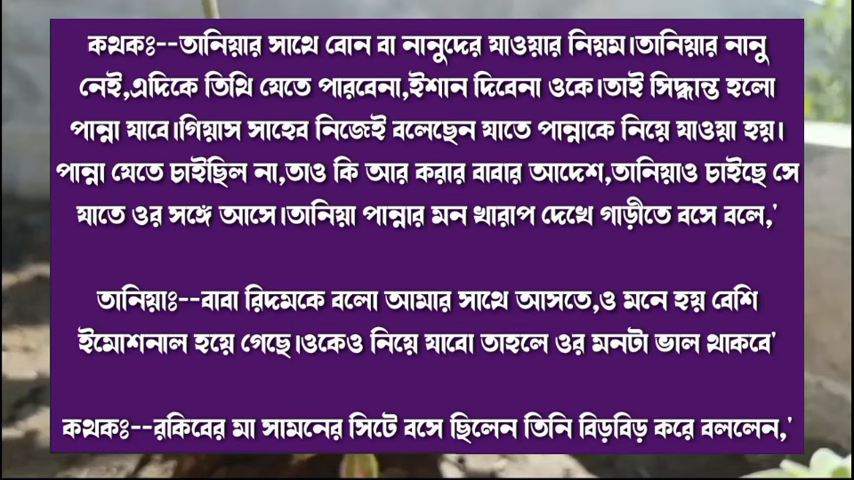 কথকঃ--তানিয়ার সাথে বোন বা নানুদের যাওয়ার নিয়ম।তানিয়ার নানু
নেই,এদিকে তিথি যেতে পারবেনা,ইশান দিবেনা ওকে।তাই সিদ্ধান্ত হলো
পান্না যাবে।গিয়াস সাহেব নিজেই বলেছেন যাতে পান্নাকে নিয়ে যাওয়া হয়।
পান্না যেতে চাইছিল না,তাও কি আর করার বাবার আদেশ,তানিয়াও চাইছে সে
যাতে ওর সঙ্গে আসে।তানিয়া পান্নার মন খারাপ দেখে গাড়ীতে বসে বলে,'
তানিয়াঃ--বাবা রিদমকে বলো আমার সাথে আসতে,ও মনে হয় বেশি
ইমোশনাল হয়ে গেছে।ওকেও নিয়ে যাবো তাহলে ওর মনটা ভাল থাকবে'
কথকঃ--রকিবের মা সামনের সিটে বসে ছিলেন তিনি বিড়বিড় করে বললেন,'